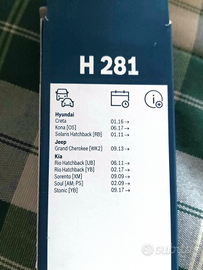 H 281
Hyundai
Creta 01.16→
Kona [OS] 06.17→
Solaris Hatchback [RB] 01.11→
Jeep
Grand Cherokee [WK2] 09.13→
Kia
Rio Hatchback [UB] 06.11→
Rio Hatchback [YB] 02.17→
Sorento [XM] 09.09→
Soul [AM, PS] 02.09→
Stonic [YB] 09.17→